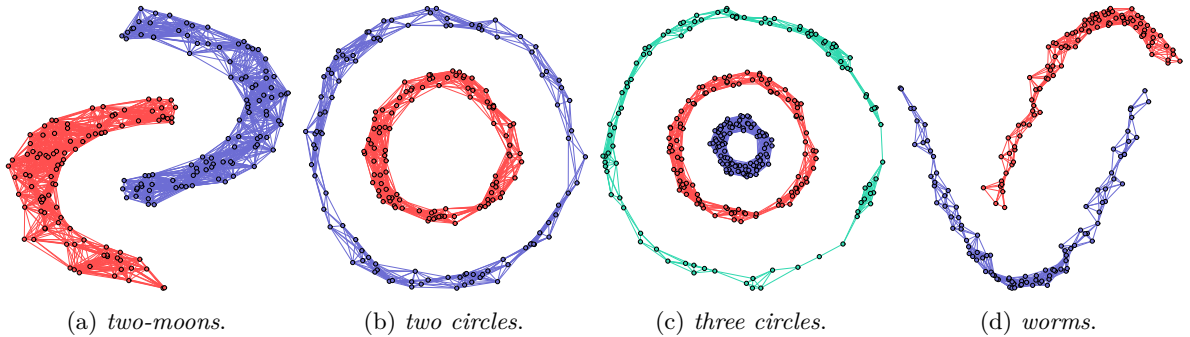 (a) two-moons.
(b) two circles.
(c) three circles.
(d) worms.